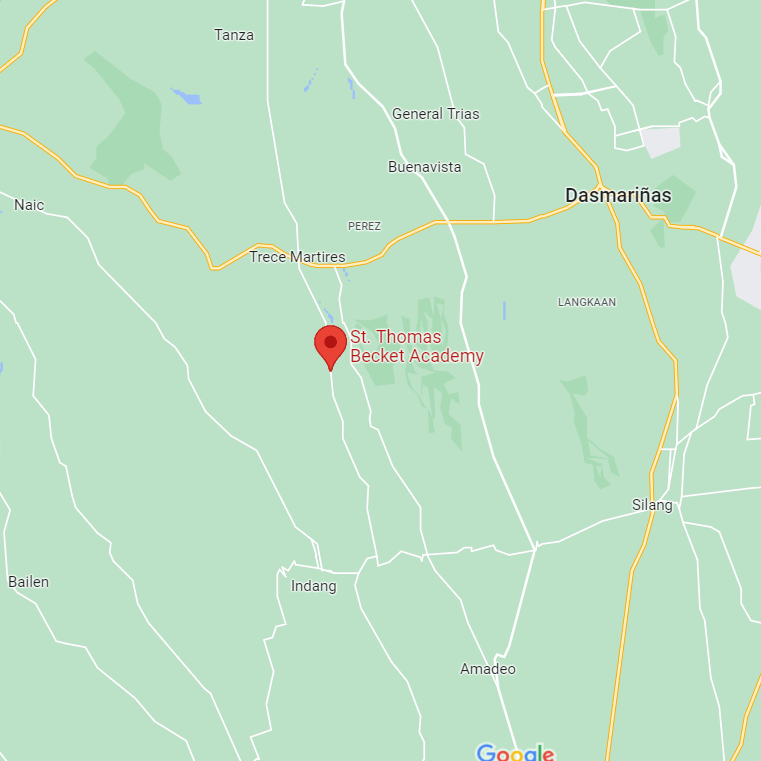 Tanza
General Trias
Buenavista
Dasmariñas
Naic
PEREZ
Trece Martires
LANGKAAN
St. Thomas
Becket Academy
Silang
Bailen
Indang
Amadeo
Google